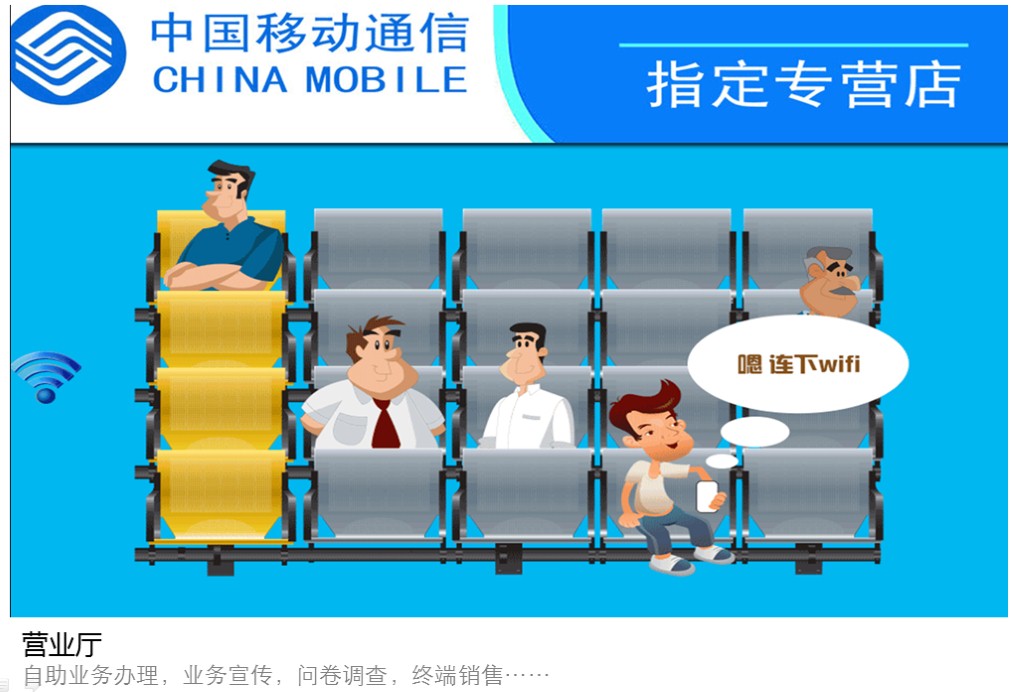 中国移动通信
CHINA MOBILE
指定专营店
嗯 连下wifi
营业厅
自助业务办理，业务宣传，问卷调查，终端销售……